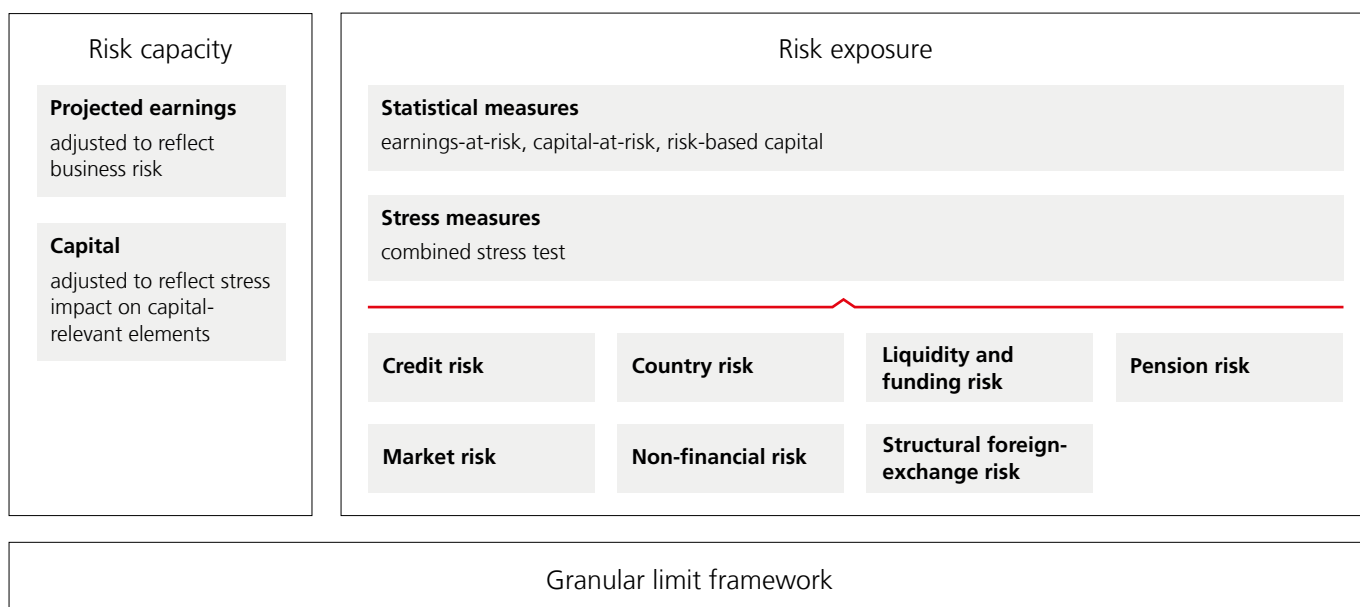 Risk capacity
Projected earnings
adjusted to reflect
business risk
Capital
adjusted to reflect stress
impact on capital-
relevant elements
Risk exposure
Statistical measures
earnings-at-risk, capital-at-risk, risk-based capital
Stress measures
combined stress test
Credit risk
Country risk
Liquidity and
funding risk
Pension risk
Market risk
Non-financial risk
Structural foreign-
exchange risk
Granular limit framework